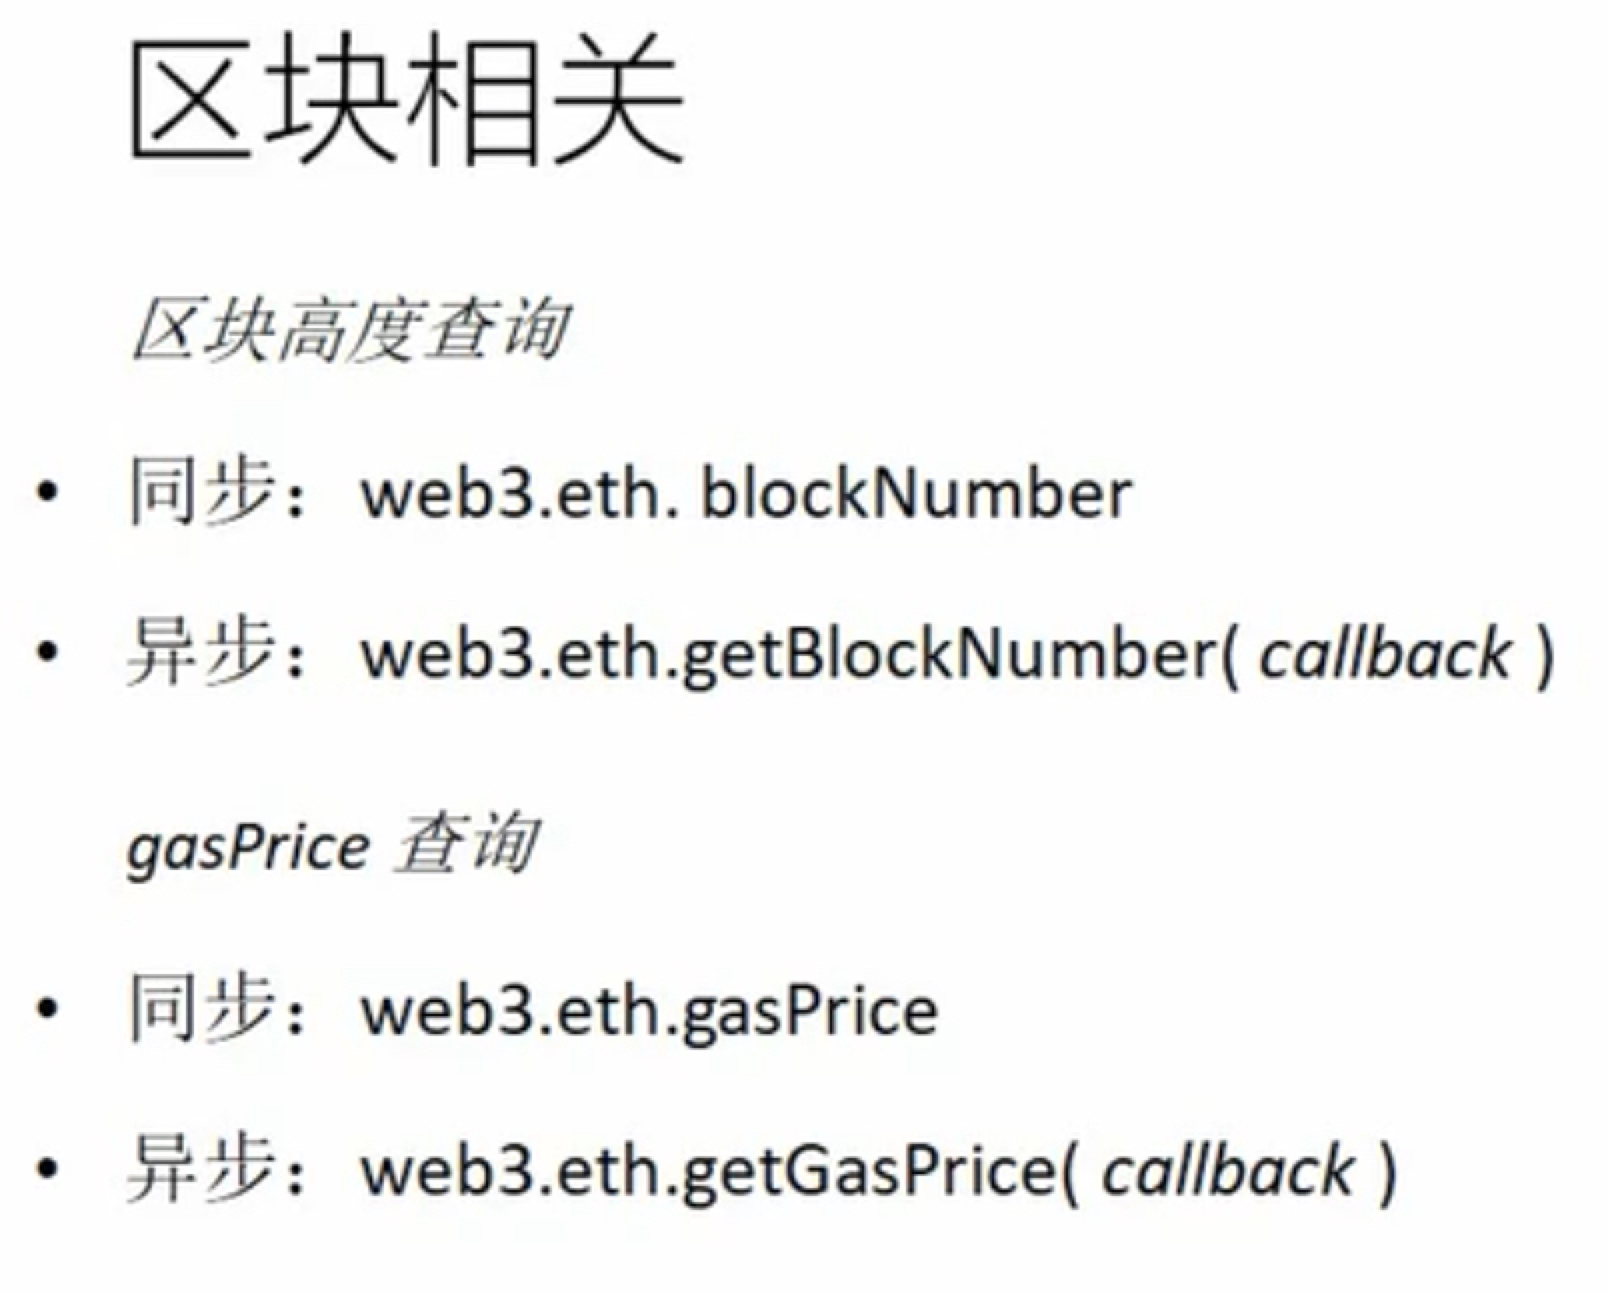 区块相关
区块高度查询
• 同步： web3.eth. blockNumber
• 异步： web3.eth.getBlockNumber( callback )
gasPrice 查询
• 同步： web3.eth.gasPrice
• 异步： web3.eth.getGasPrice( callback )